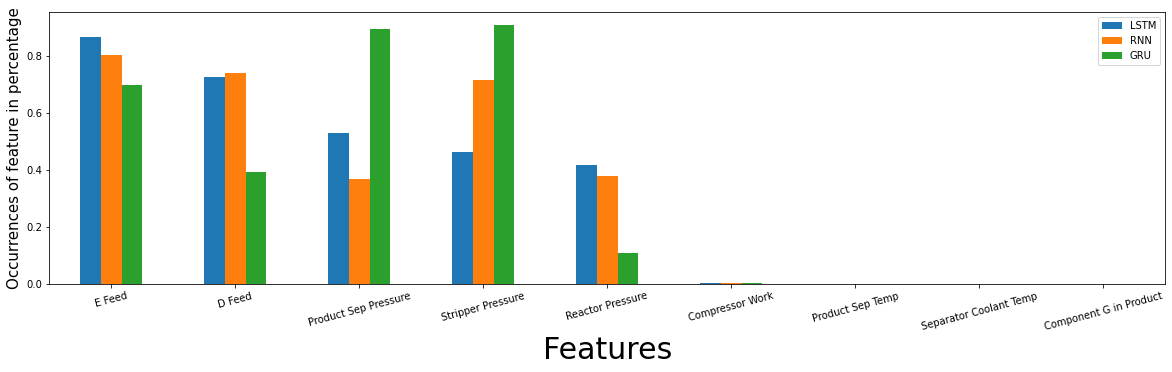 Occurrences of feature in percentage
0.8
0.6
0.4
0.2
0.0
LSTM
RNN
GRU
E Feed
D Feed
Product Sep Pressure
Stripper Pressure
Reactor Pressure
Compressor Work
Product Sep Temp
Separator Coolant Temp
Component G in Product
Features